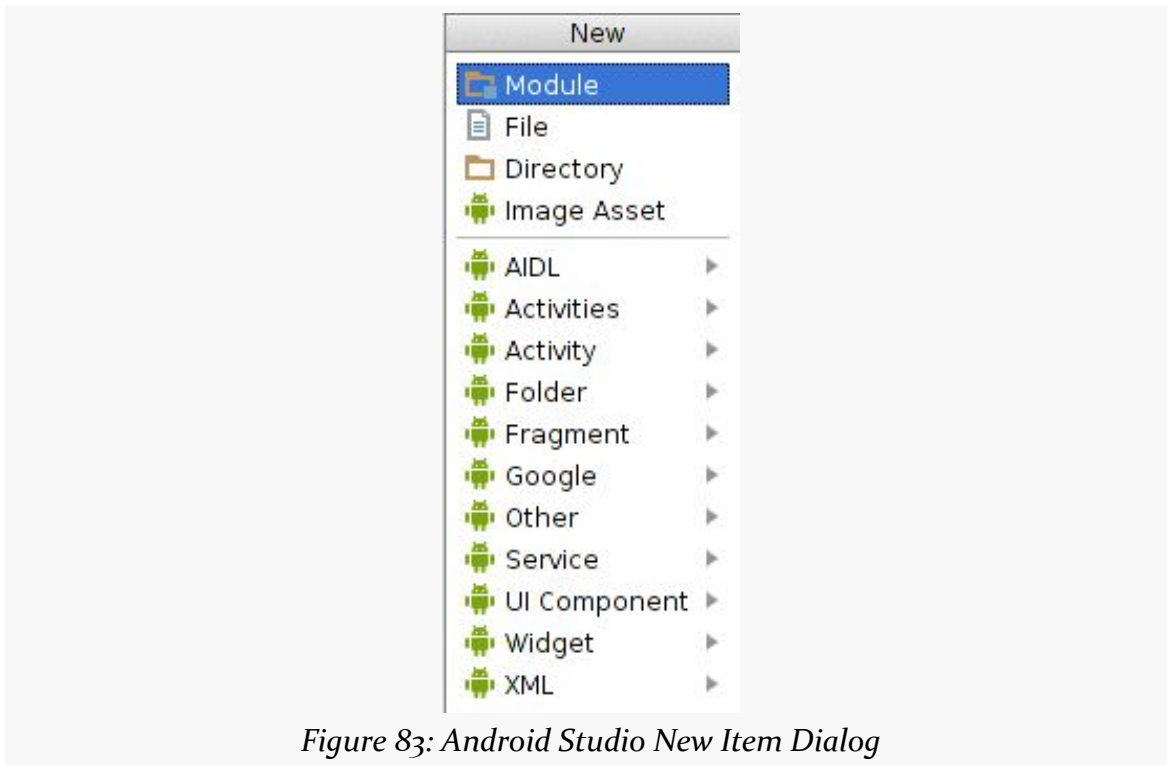 New
Module
File
Directory
Image Asset
AIDL
Activities
Activity
Folder
Fragment
Google
Other
Service
UI Component
Widget
XML
Figure 83: Android Studio New Item Dialog